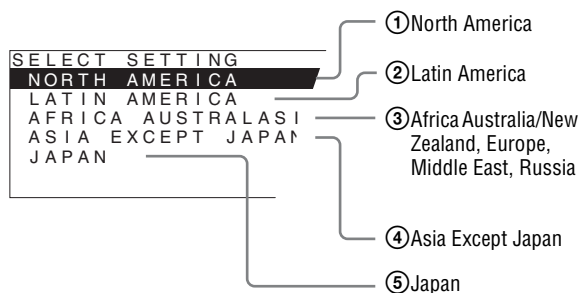 SELECT SETTING
NORTH AMERICA
LATIN AMERICA
AFRICA AUSTRALASI
ASIA EXCEPT JAPAN
JAPAN
①North America
②Latin America
③Africa Australia/New
Zealand, Europe,
Middle East, Russia
④Asia Except Japan
⑤Japan